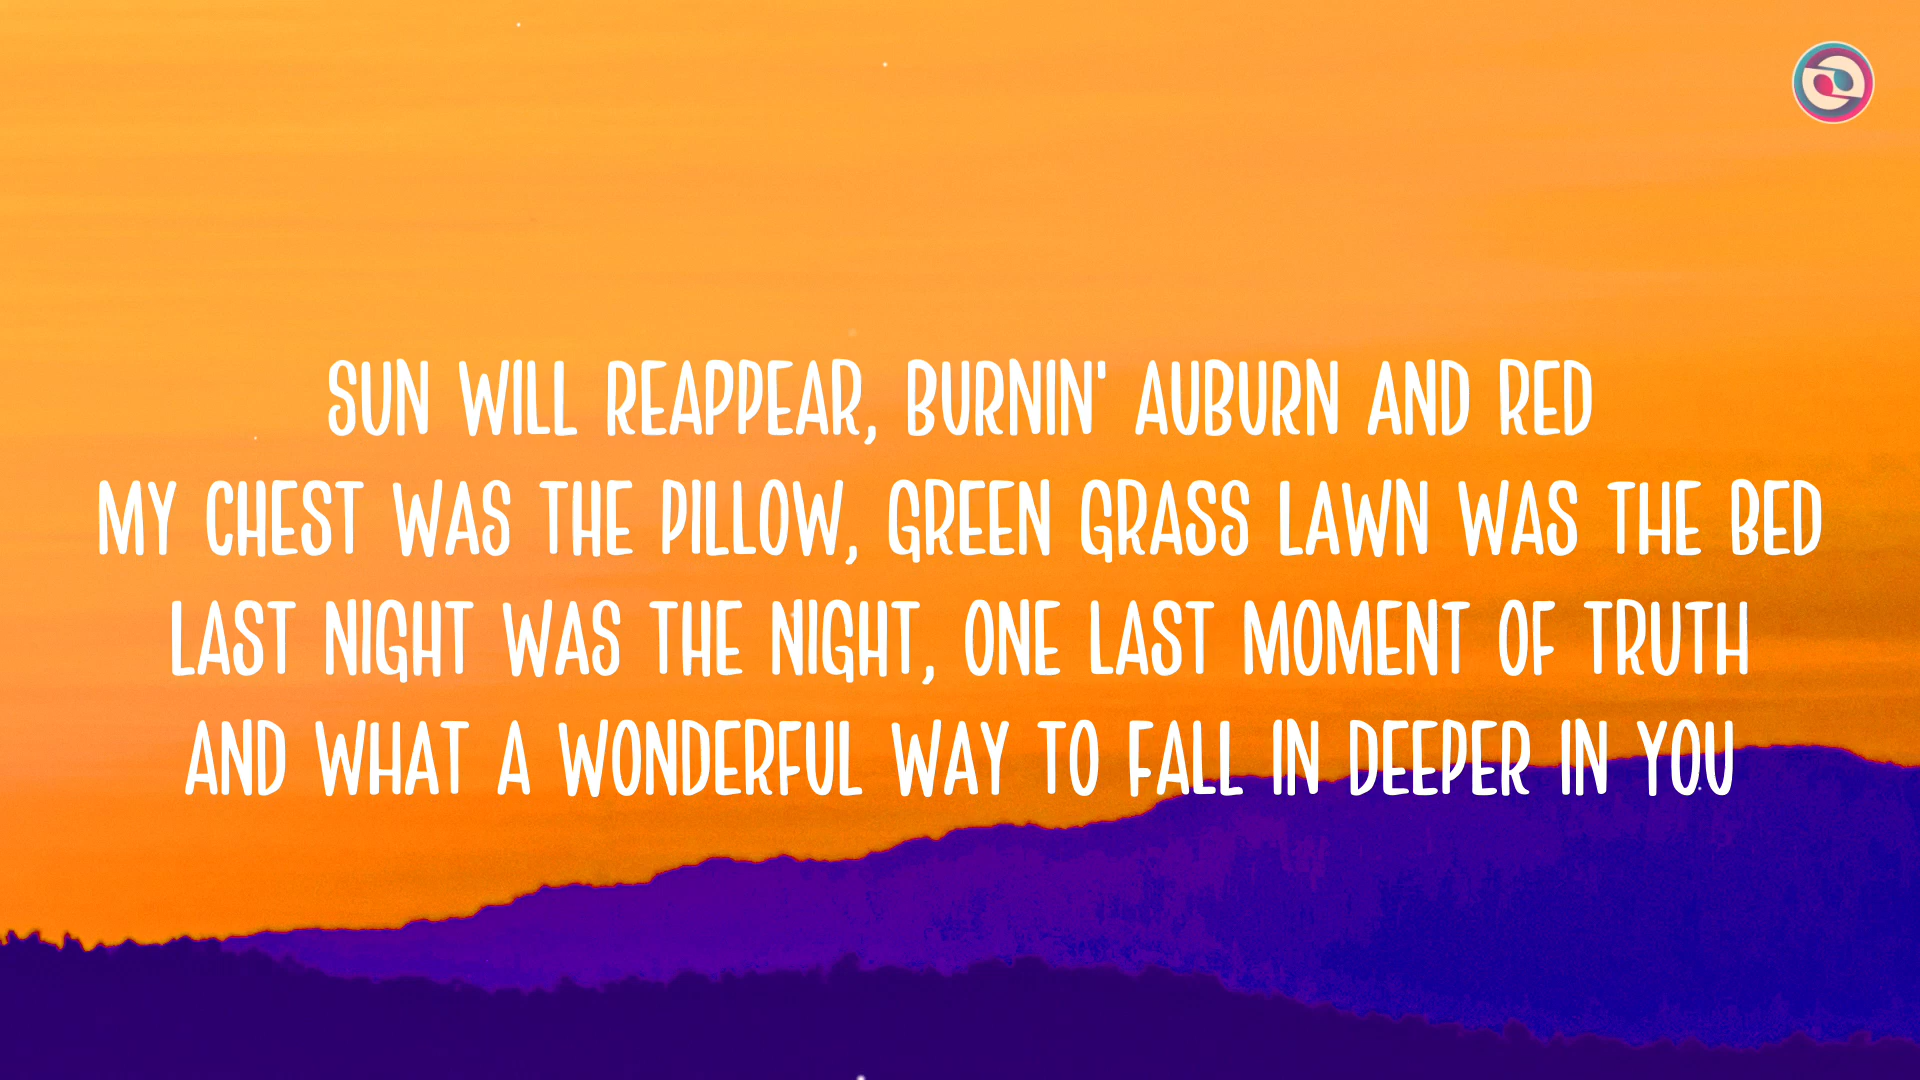 SUN WILL REAPPEAR, BURNIN' AUBURN AND RED
MY CHEST WAS THE PILLOW, GREEN GRASS LAWN WAS THE BED
LAST NIGHT WAS THE NIGHT, ONE LAST MOMENT OF TRUTH
AND WHAT A WONDERFUL WAY TO FALL IN DEEPER IN YOU